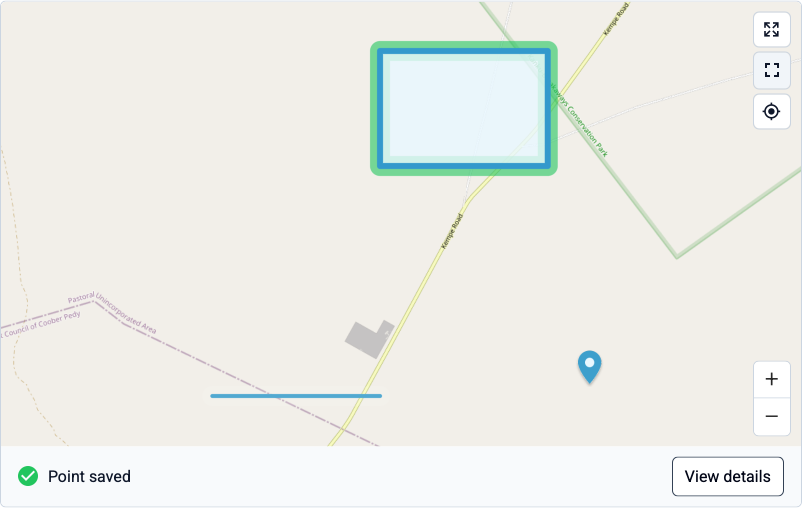 Kempe Road
Conservation Park
Kempe Road
Pastoral Unincorporated Area
Council of Coober Pedy
Point saved
View details